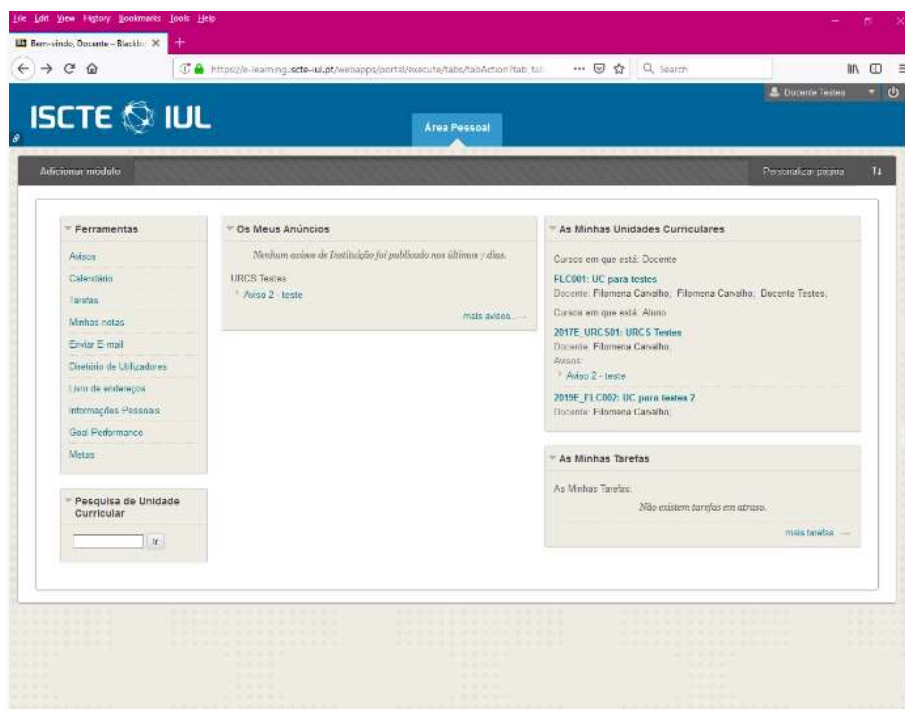 File Edit View History Bookmarks Tools Help
Bem-vindo, Docente – Blackbo
https://e-learning.iscte-iul.pt/webapps/portal/execute/tabs/tabAction?tab_tab
Search
Docente Testes
ISCTE IUL
Área Pessoal
Adicionar módulo
Personalizar página
Ferramentas
Avisos
Calendário
Tarefas
Minhas notas
Enviar E-mail
Diretório de Utilizadores
Livro de endereços
Informações Pessoais
Goal Performance
Metas
Pesquisa de Unidade Curricular
Ir
Os Meus Anúncios
Nenhum avisos de Instituição foi publicado nos últimos 7 dias.
URCS Testes
Aviso 2 - teste
mais avisos...
As Minhas Unidades Curriculares
Cursos em que está: Docente
FLC001: UC para testes
Docente: Filomena Carvalho; Filomena Carvalho; Docente Testes;
Cursos em que está: Aluno
2017E_URCS01: URCS Testes
Docente: Filomena Carvalho;
Avisos:
Aviso 2 - teste
2019E_FLC002: UC para testes 2
Docente: Filomena Carvalho;
As Minhas Tarefas
As Minhas Tarefas:
Não existem tarefas em atraso.
mais tarefas